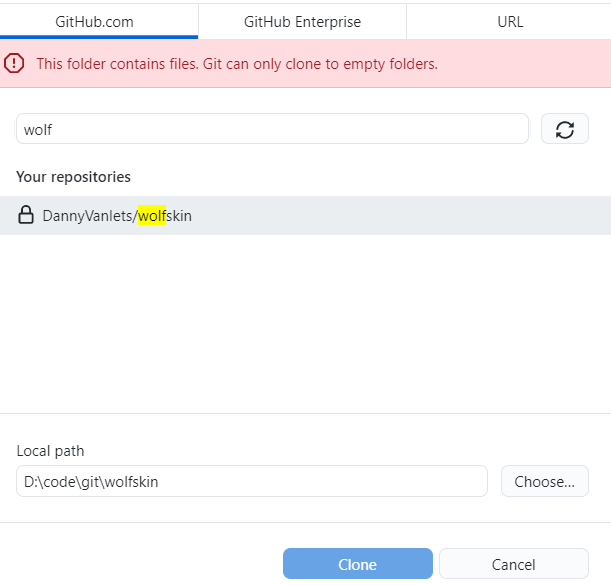 GitHub.com GitHub Enterprise URL
This folder contains files. Git can only clone to empty folders.
wolf
Your repositories
DannyVanlets/wolfskin
Local path
D:\code\git\wolfskin Choose...
Clone Cancel